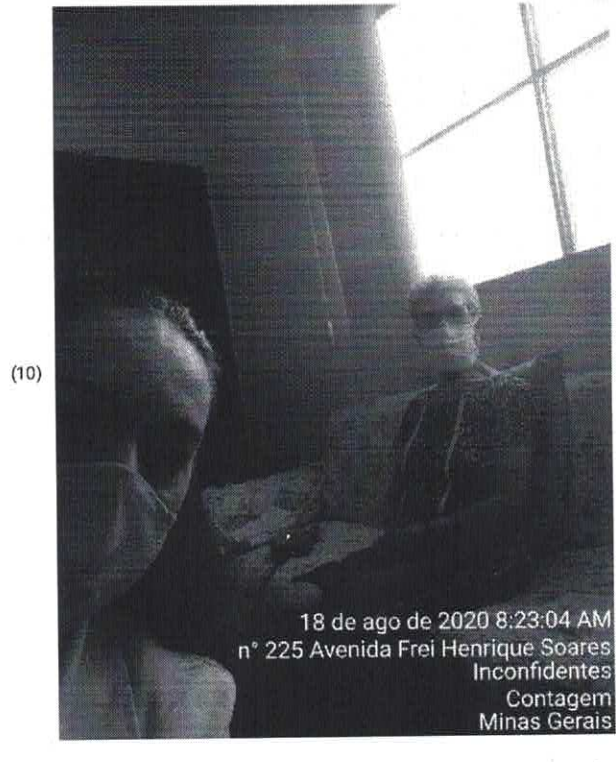 (10)
18 de ago de 2020 8:23:04 AM
n° 225 Avenida Frei Henrique Soares
Inconfidentes
Contagem
Minas Gerais